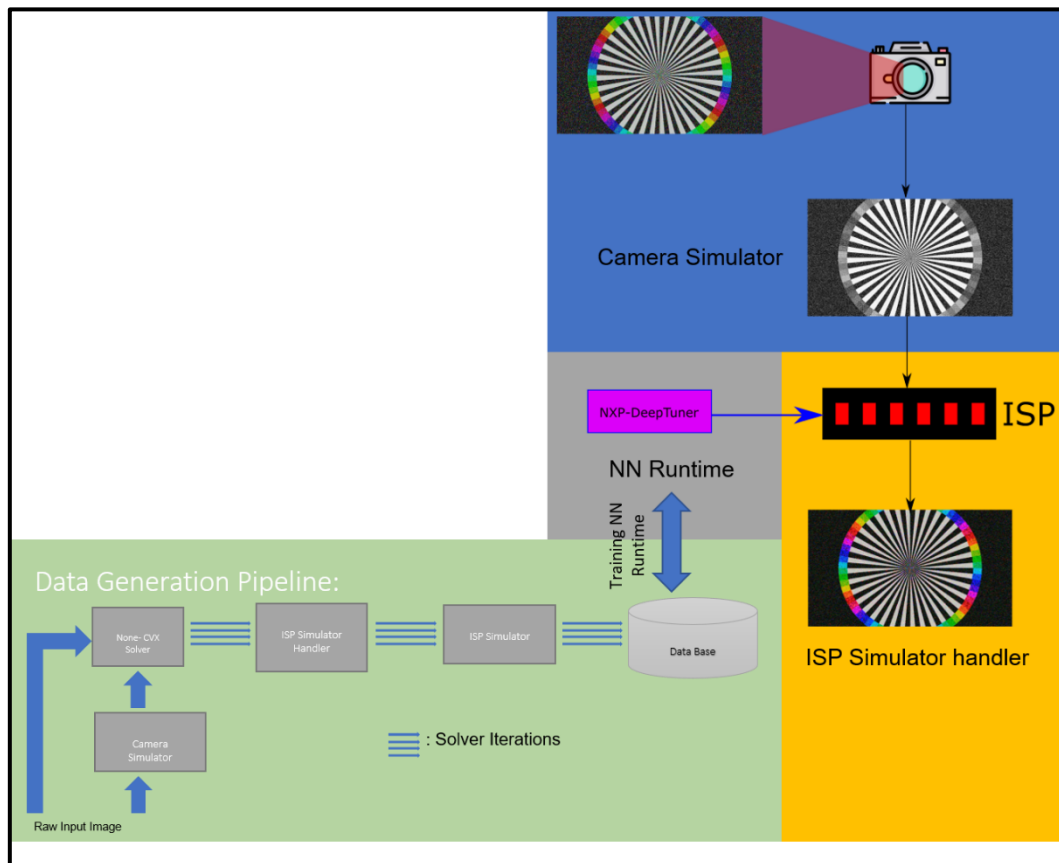 Camera Simulator
NXP-DeepTuner
ISP
NN Runtime
Training NN
Runtime
ISP Simulator handler
Data Generation Pipeline:
None- CVX
Solver
ISP Simulator
Handler
ISP Simulator
Data Base
Camera
Simulator
: Solver Iterations
Raw Input Image